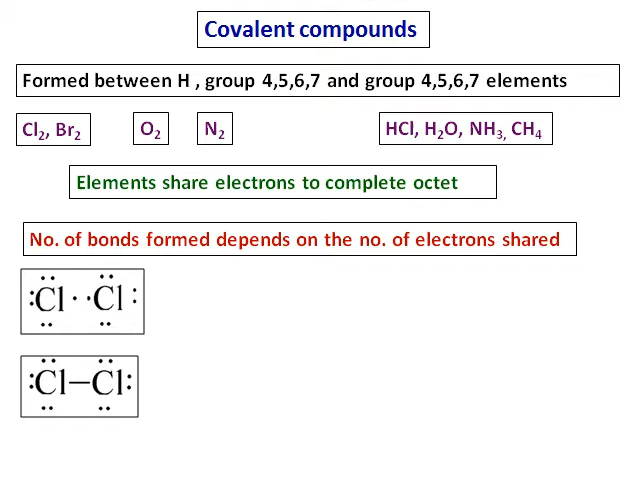 Covalent compounds
Formed between H , group 4,5,6,7 and group 4,5,6,7 elements
Cl₂, Br₂ O₂ N₂ HCl, H₂O, NH₃, CH₄
Elements share electrons to complete octet
No. of bonds formed depends on the no. of electrons shared
:Cl··Cl:
:Cl—Cl: